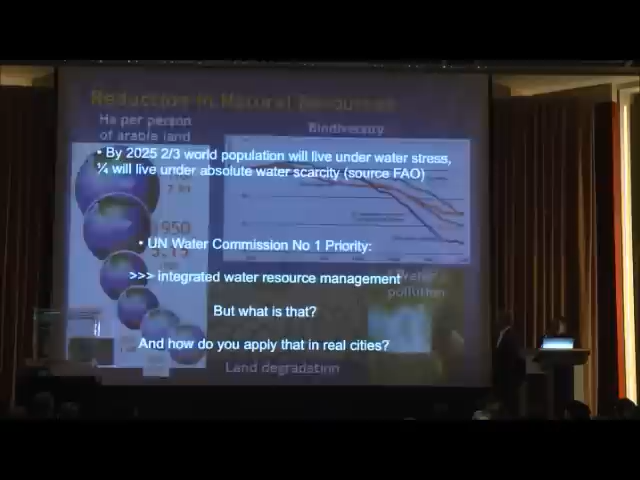 Reduction in Natural Resources
Ha per person
of arable land
Biodiversity
• By 2025 2/3 world population will live under water stress,
¼ will live under absolute water scarcity (source FAO)
1950
• UN Water Commission No 1 Priority:
>>> integrated water resource management
pollution
But what is that?
And how do you apply that in real cities?
Land degradation